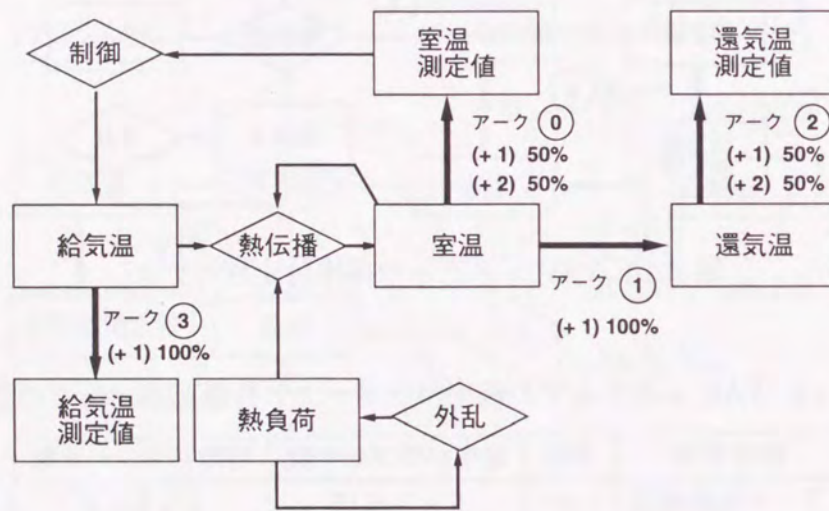 制御
室温
測定値
還気温
測定値
アーク 0
(+ 1) 50%
(+ 2) 50%
アーク 2
(+ 1) 50%
(+ 2) 50%
給気温
熱伝播
室温
還気温
アーク 1
(+ 1) 100%
アーク 3
(+ 1) 100%
給気温
測定値
熱負荷
外乱